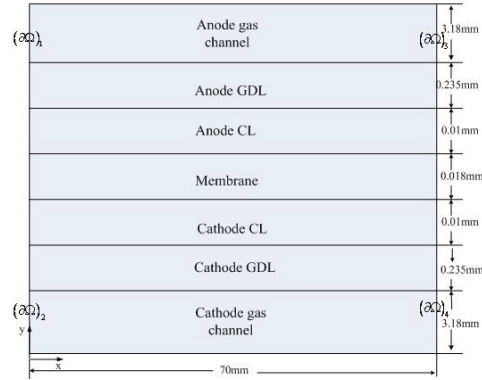 Anode gas
channel
(∂Ω)₁
(∂Ω)₃
3.18mm
Anode GDL
0.235mm
Anode CL
0.01mm
Membrane
0.018mm
Cathode CL
0.01mm
Cathode GDL
0.235mm
Cathode gas
channel
(∂Ω)₂
(∂Ω)₄
3.18mm
y
x
70mm